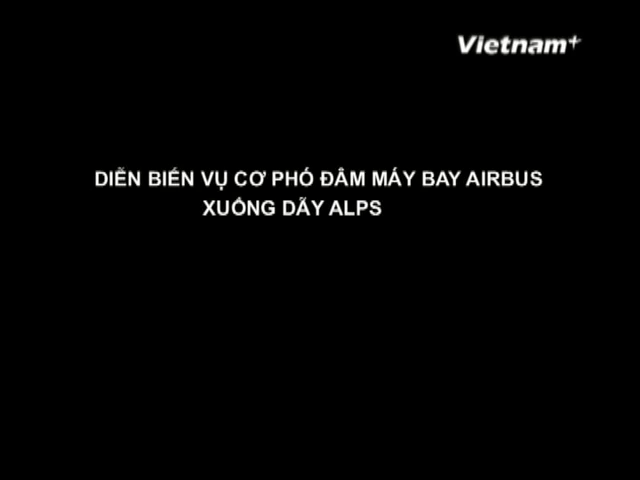 Vietnam+
DIỄN BIẾN VỤ CƠ PHÓ ĐÂM MÁY BAY AIRBUS
XUỐNG DÃY ALPS